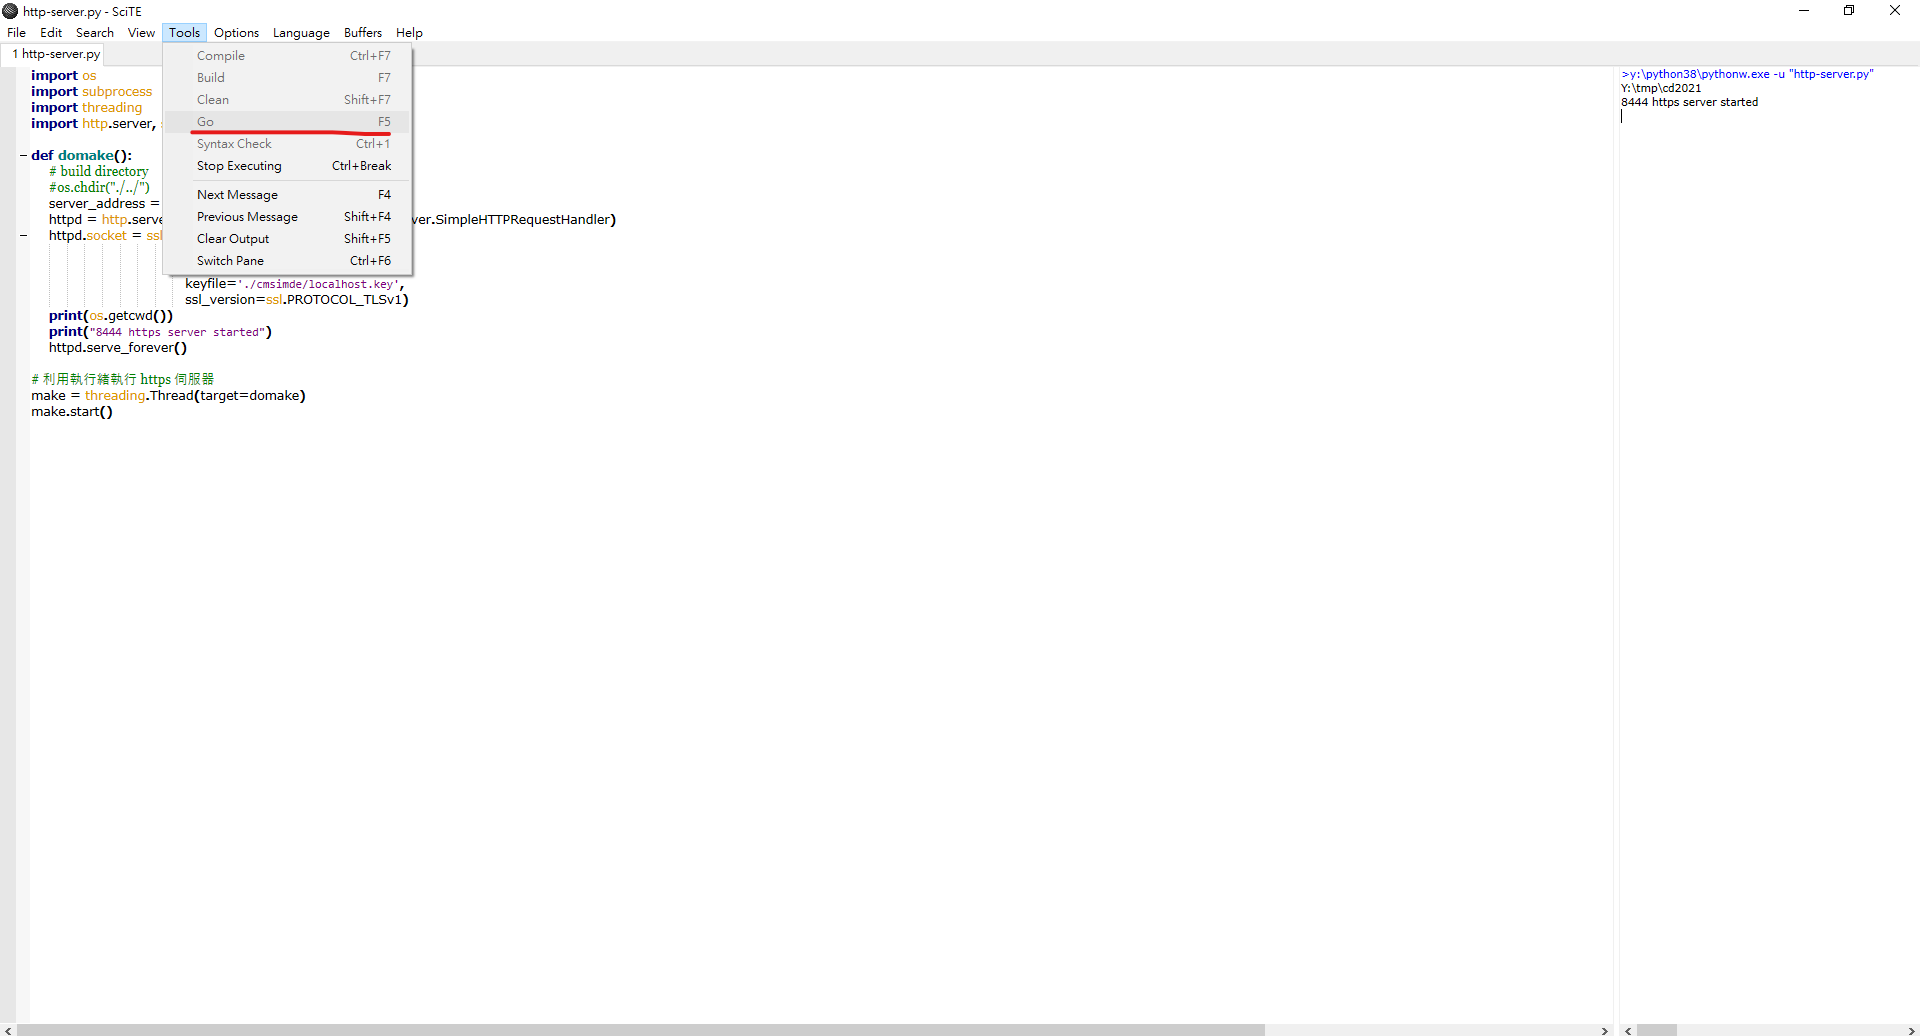 http-server.py - SciTE
File Edit Search View Tools Options Language Buffers Help
1 http-server.py
Compile Ctrl+F7
Build F7
Clean Shift+F7
Go F5
Syntax Check Ctrl+1
Stop Executing Ctrl+Break
Next Message F4
Previous Message Shift+F4
Clear Output Shift+F5
Switch Pane Ctrl+F6
import os
import subprocess
import threading
import http.server,
def domake():
# build directory
#os.chdir("./../")
server_address =
httpd = http.serve ver.SimpleHTTPRequestHandler)
httpd.socket = ssl
keyfile='./cmsimde/localhost.key',
ssl_version=ssl.PROTOCOL_TLSv1)
print(os.getcwd())
print("8444 https server started")
httpd.serve_forever()
# 利用執行緒執行 https 伺服器
make = threading.Thread(target=domake)
make.start()
>y:\python38\pythonw.exe -u "http-server.py"
Y:\tmp\cd2021
8444 https server started